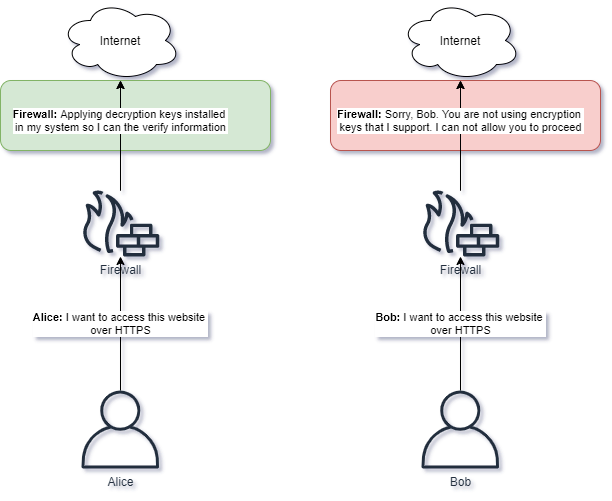 Internet
Firewall: Applying decryption keys installed
in my system so I can the verify information
Firewall
Alice: I want to access this website
over HTTPS
Alice
Internet
Firewall: Sorry, Bob. You are not using encryption
keys that I support. I can not allow you to proceed
Firewall
Bob: I want to access this website
over HTTPS
Bob